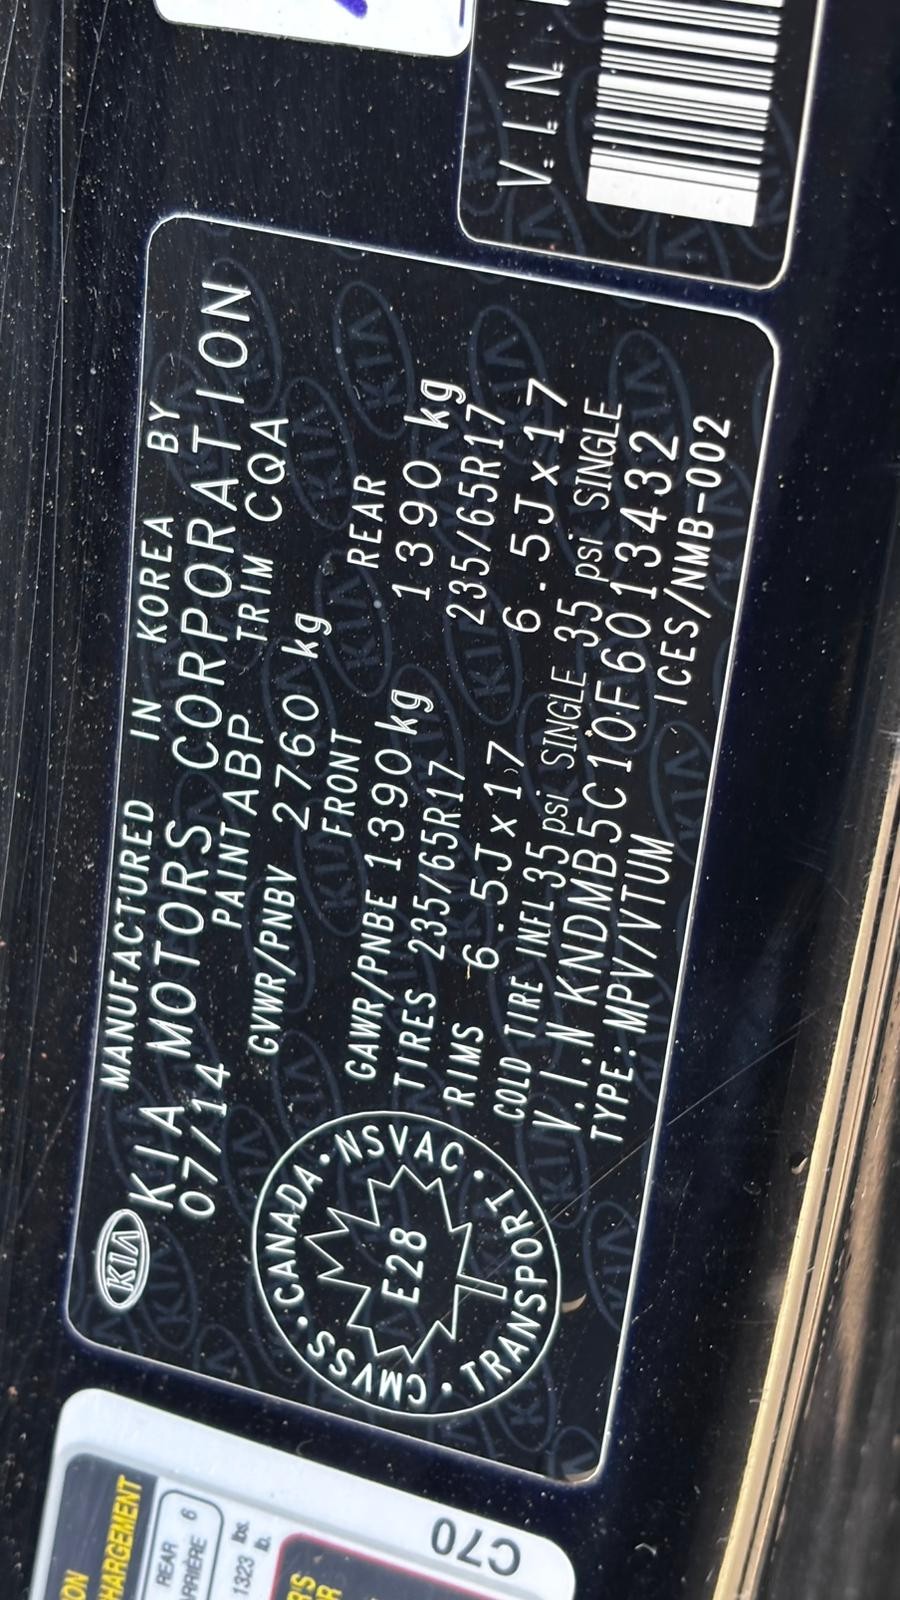 V.I.N.
MANUFACTURED IN KOREA BY
KIA KIA MOTORS CORPORATION
07/14 PAINT ABP TRIM CQA
GVWR/PNBV 2760 kg
FRONT REAR
GAWR/PNBE 1390 kg 1390 kg
TIRES 235/65R17 235/65R17
RIMS 6.5J x 17 6.5J x 17
COLD TIRE INFL 35 psi SINGLE 35 psi SINGLE
V.I.N KNDMB5C10F6013432
TYPE: MPV/VTUM ICES/NMB-002
CMVSS • CANADA • NSVAC • TRANSPORT •
E28
REAR 6
1323 lbs.
lb.
C70